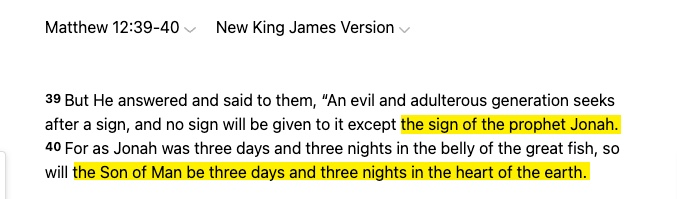 Matthew 12:39-40 New King James Version
39 But He answered and said to them, “An evil and adulterous generation seeks
after a sign, and no sign will be given to it except the sign of the prophet Jonah.
40 For as Jonah was three days and three nights in the belly of the great fish, so
will the Son of Man be three days and three nights in the heart of the earth.